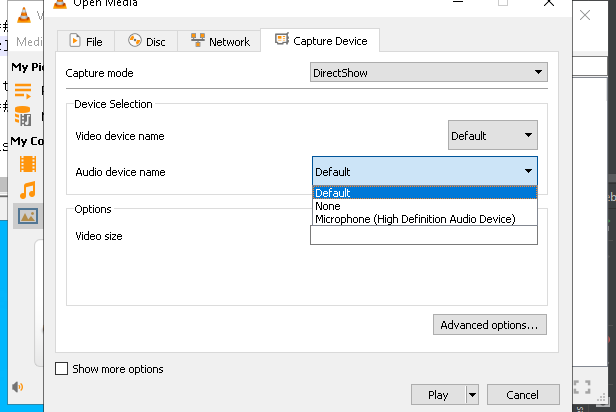 Open Media
Medi
My Pic
My Co
File
Disc
Network
Capture Device
Capture mode
DirectShow
Device Selection
Video device name
Default
Audio device name
Default
Default
None
Microphone (High Definition Audio Device)
Options
Video size
Advanced options...
Show more options
Play
Cancel